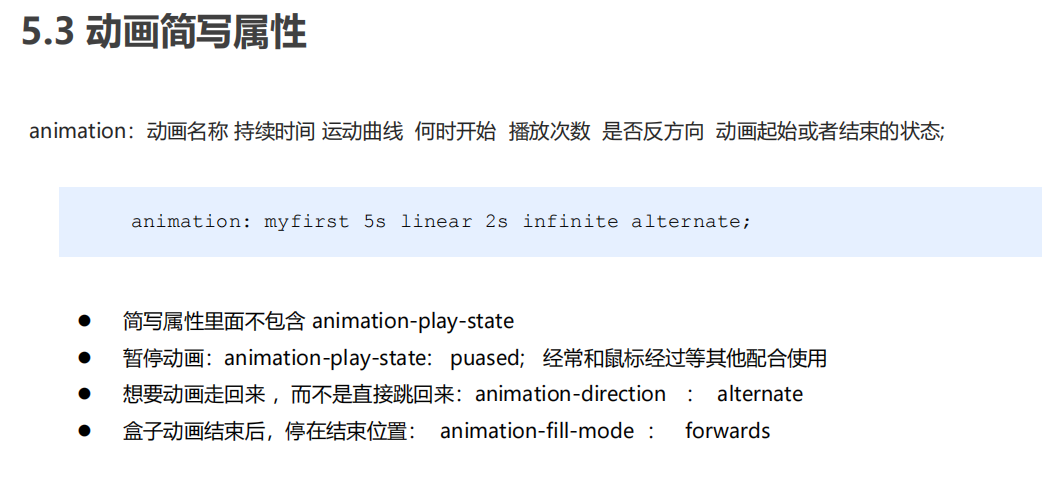 5.3 动画简写属性
animation：动画名称 持续时间 运动曲线 何时开始 播放次数 是否反方向 动画起始或者结束的状态;
animation: myfirst 5s linear 2s infinite alternate;
● 简写属性里面不包含 animation-play-state
● 暂停动画：animation-play-state: puased; 经常和鼠标经过等其他配合使用
● 想要动画走回来 ，而不是直接跳回来：animation-direction ： alternate
● 盒子动画结束后，停在结束位置： animation-fill-mode ： forwards